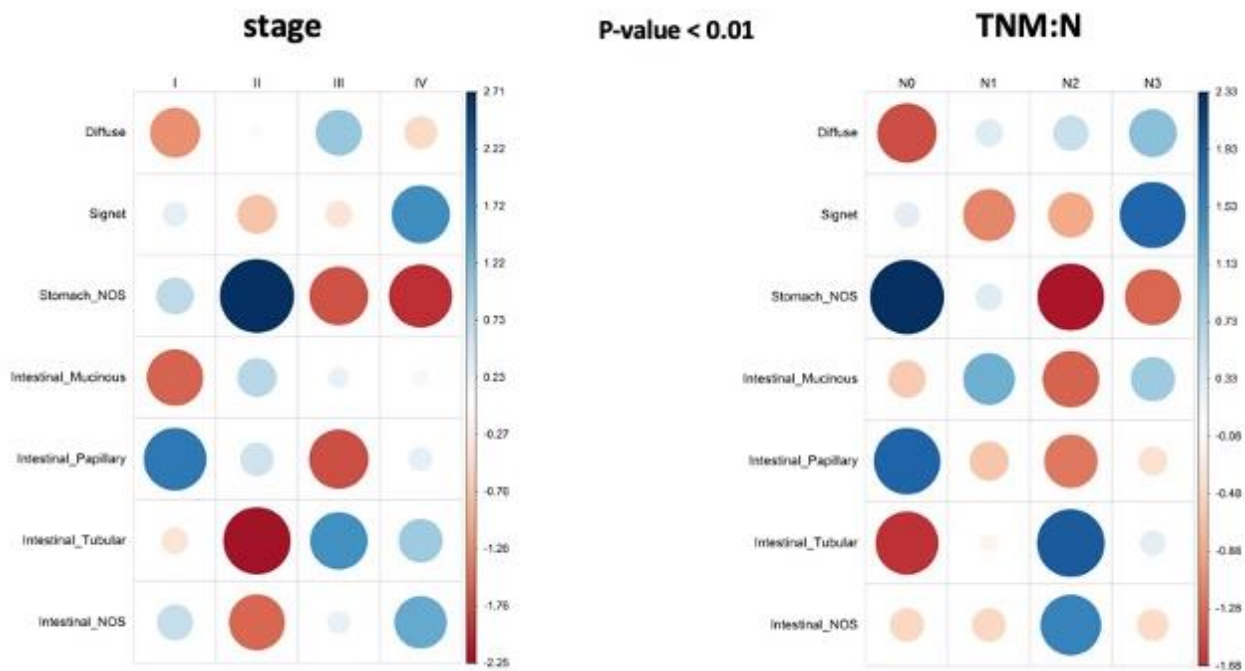 stage
P-value < 0.01
TNM:N
I II III IV
2.71
Diffuse
2.22
Signet
1.72
Stomach_NOS
1.22
0.73
Intestinal_Mucinous
0.23
-0.27
Intestinal_Papillary
-0.76
Intestinal_Tubular
-1.26
-1.76
Intestinal_NOS
-2.25
N0 N1 N2 N3
2.33
Diffuse
1.93
Signet
1.53
Stomach_NOS
1.13
0.73
Intestinal_Mucinous
0.33
-0.08
Intestinal_Papillary
-0.48
Intestinal_Tubular
-0.88
-1.28
Intestinal_NOS
-1.68